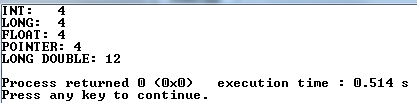 INT:   4
LONG:  4
FLOAT: 4
POINTER: 4
LONG DOUBLE: 12
Process returned 0 (0x0)   execution time : 0.514 s
Press any key to continue.